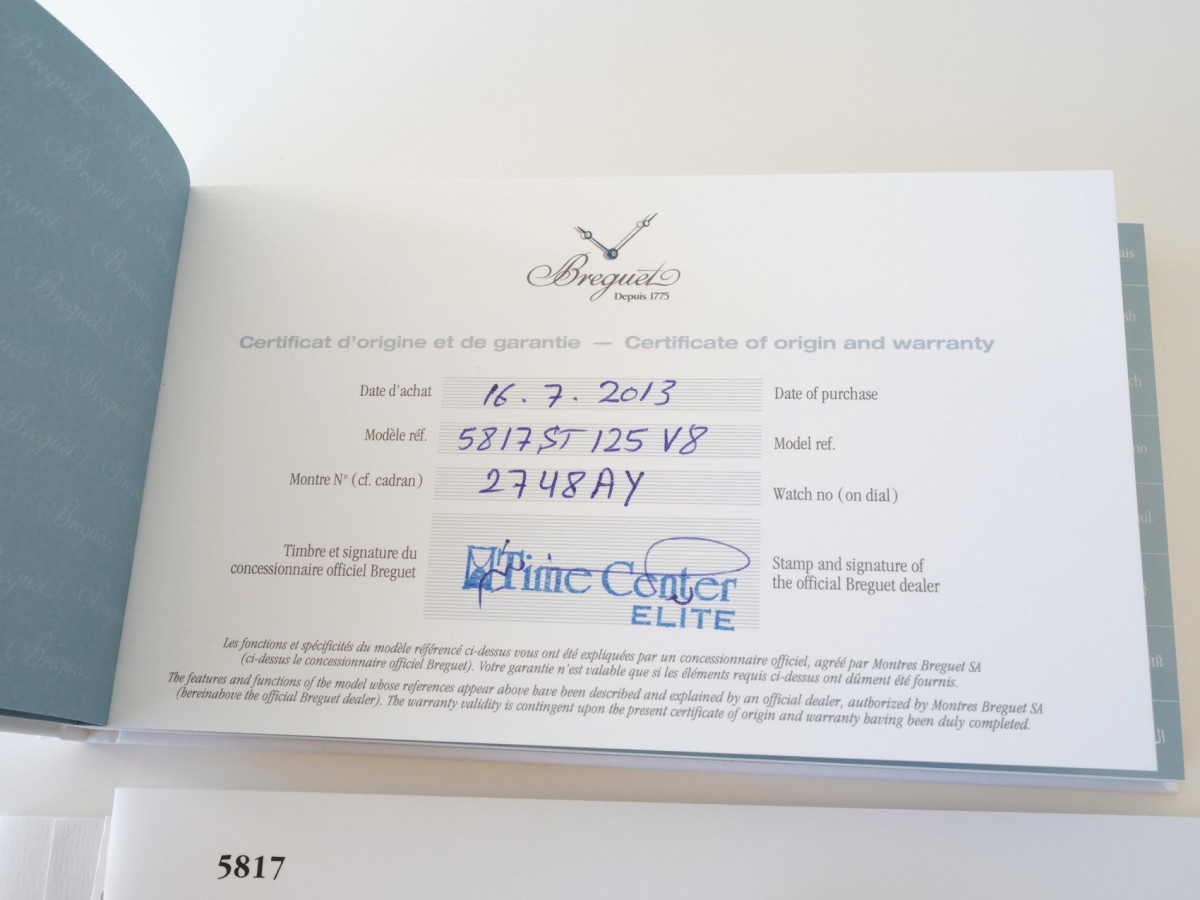 Breguet
Depuis 1775
Certificat d'origine et de garantie — Certificate of origin and warranty
Date d'achat 16.7.2013 Date of purchase
Modèle réf. 5817ST 125 V8 Model ref.
Montre N° (cf. cadran) 2748AY Watch no (on dial)
Timbre et signature du
concessionnaire officiel Breguet
Time Center
ELITE
Stamp and signature of
the official Breguet dealer
Les fonctions et spécificités du modèle référencé ci-dessus vous ont été expliquées par un concessionnaire officiel, agréé par Montres Breguet SA
(ci-dessus le concessionnaire officiel Breguet). Votre garantie n'est valable que si les éléments requis ci-dessus ont dûment été fournis.
The features and functions of the model whose references appear above have been described and explained by an official dealer, authorized by Montres Breguet SA
(hereinabove the official Breguet dealer). The warranty validity is contingent upon the present certificate of origin and warranty having been duly completed.
5817